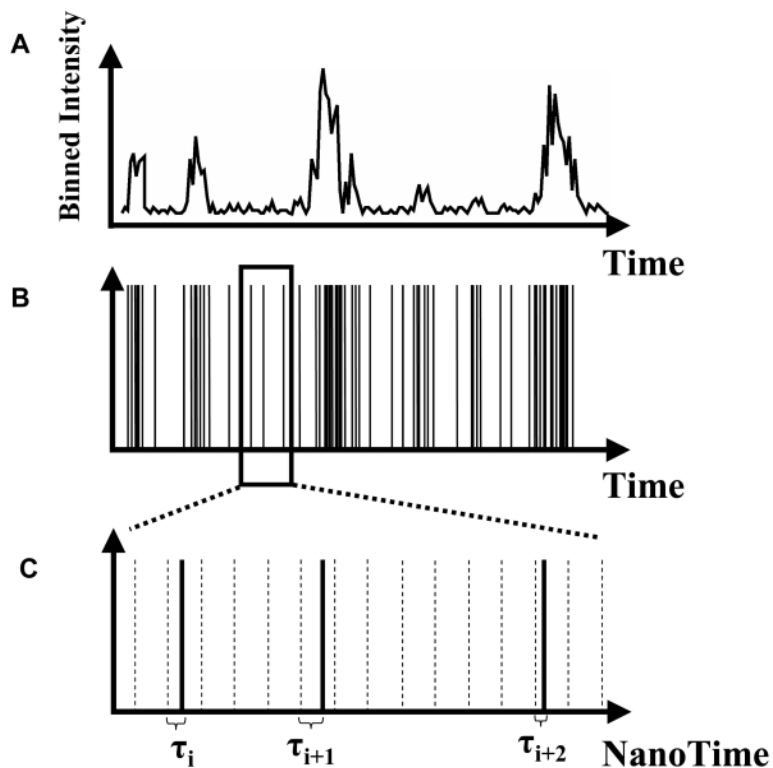 A
Binned Intensity
Time
B
Time
C
τi
τi+1
τi+2
NanoTime